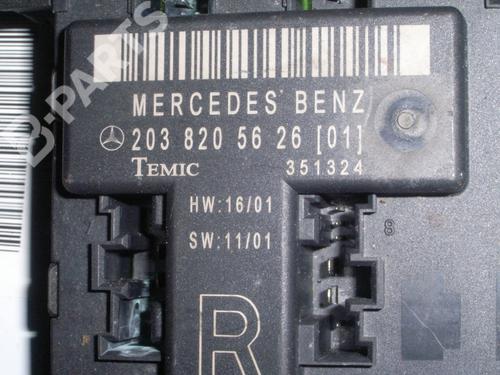 B-PARTS
MERCEDES BENZ
203 820 56 26 [01]
TEMIC 351324
HW:16/01
SW:11/01
R